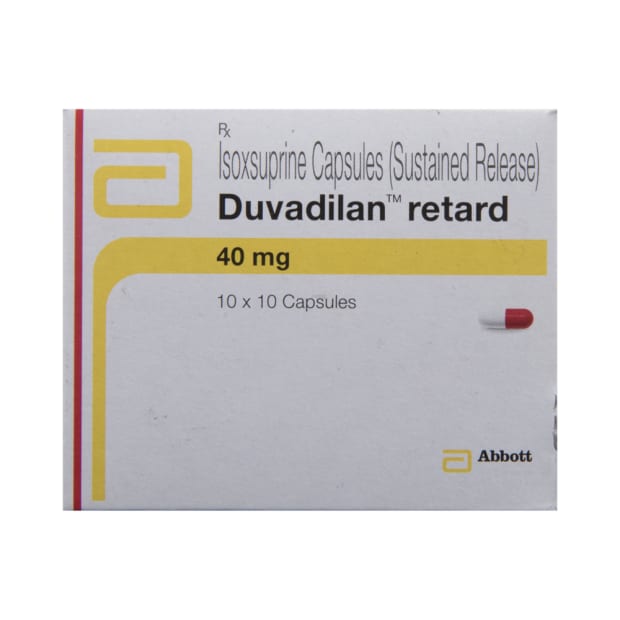 Rx
Isoxsuprine Capsules (Sustained Release)
Duvadilan™ retard
40 mg
10 x 10 Capsules
Abbott